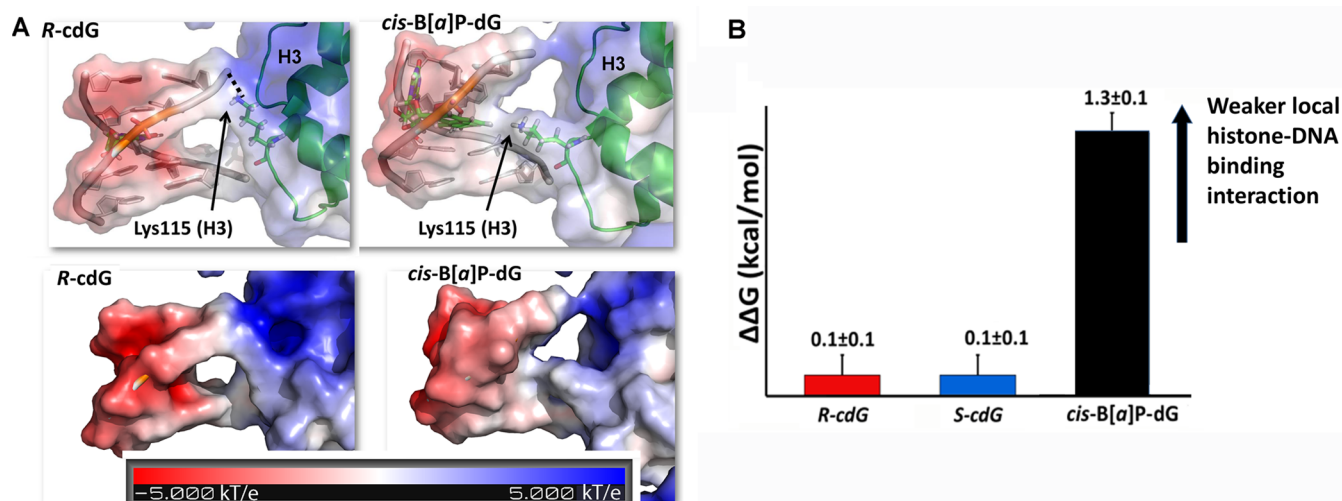 A
R-cdG
H3
Lys115 (H3)
cis-B[a]P-dG
H3
Lys115 (H3)
R-cdG
cis-B[a]P-dG
-5.000 kT/e
5.000 kT/e
B
ΔΔG (kcal/mol)
0.1±0.1
0.1±0.1
1.3±0.1
R-cdG
S-cdG
cis-B[a]P-dG
Weaker local
histone-DNA
binding
interaction